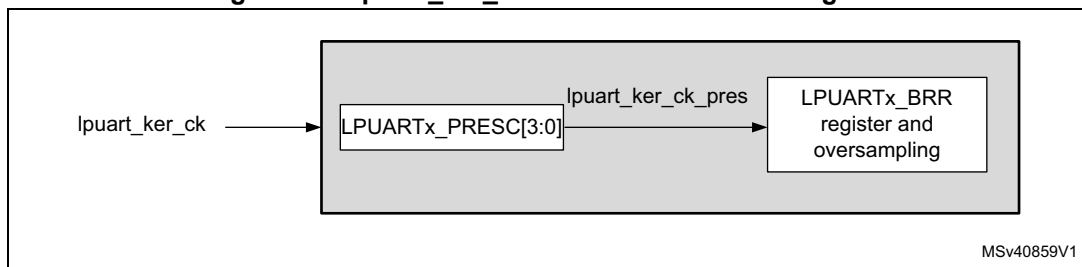 lpuart_ker_ck
LPUARTx_PRESC[3:0]
lpuart_ker_ck_pres
LPUARTx_BRR
register and
oversampling
MSv40859V1